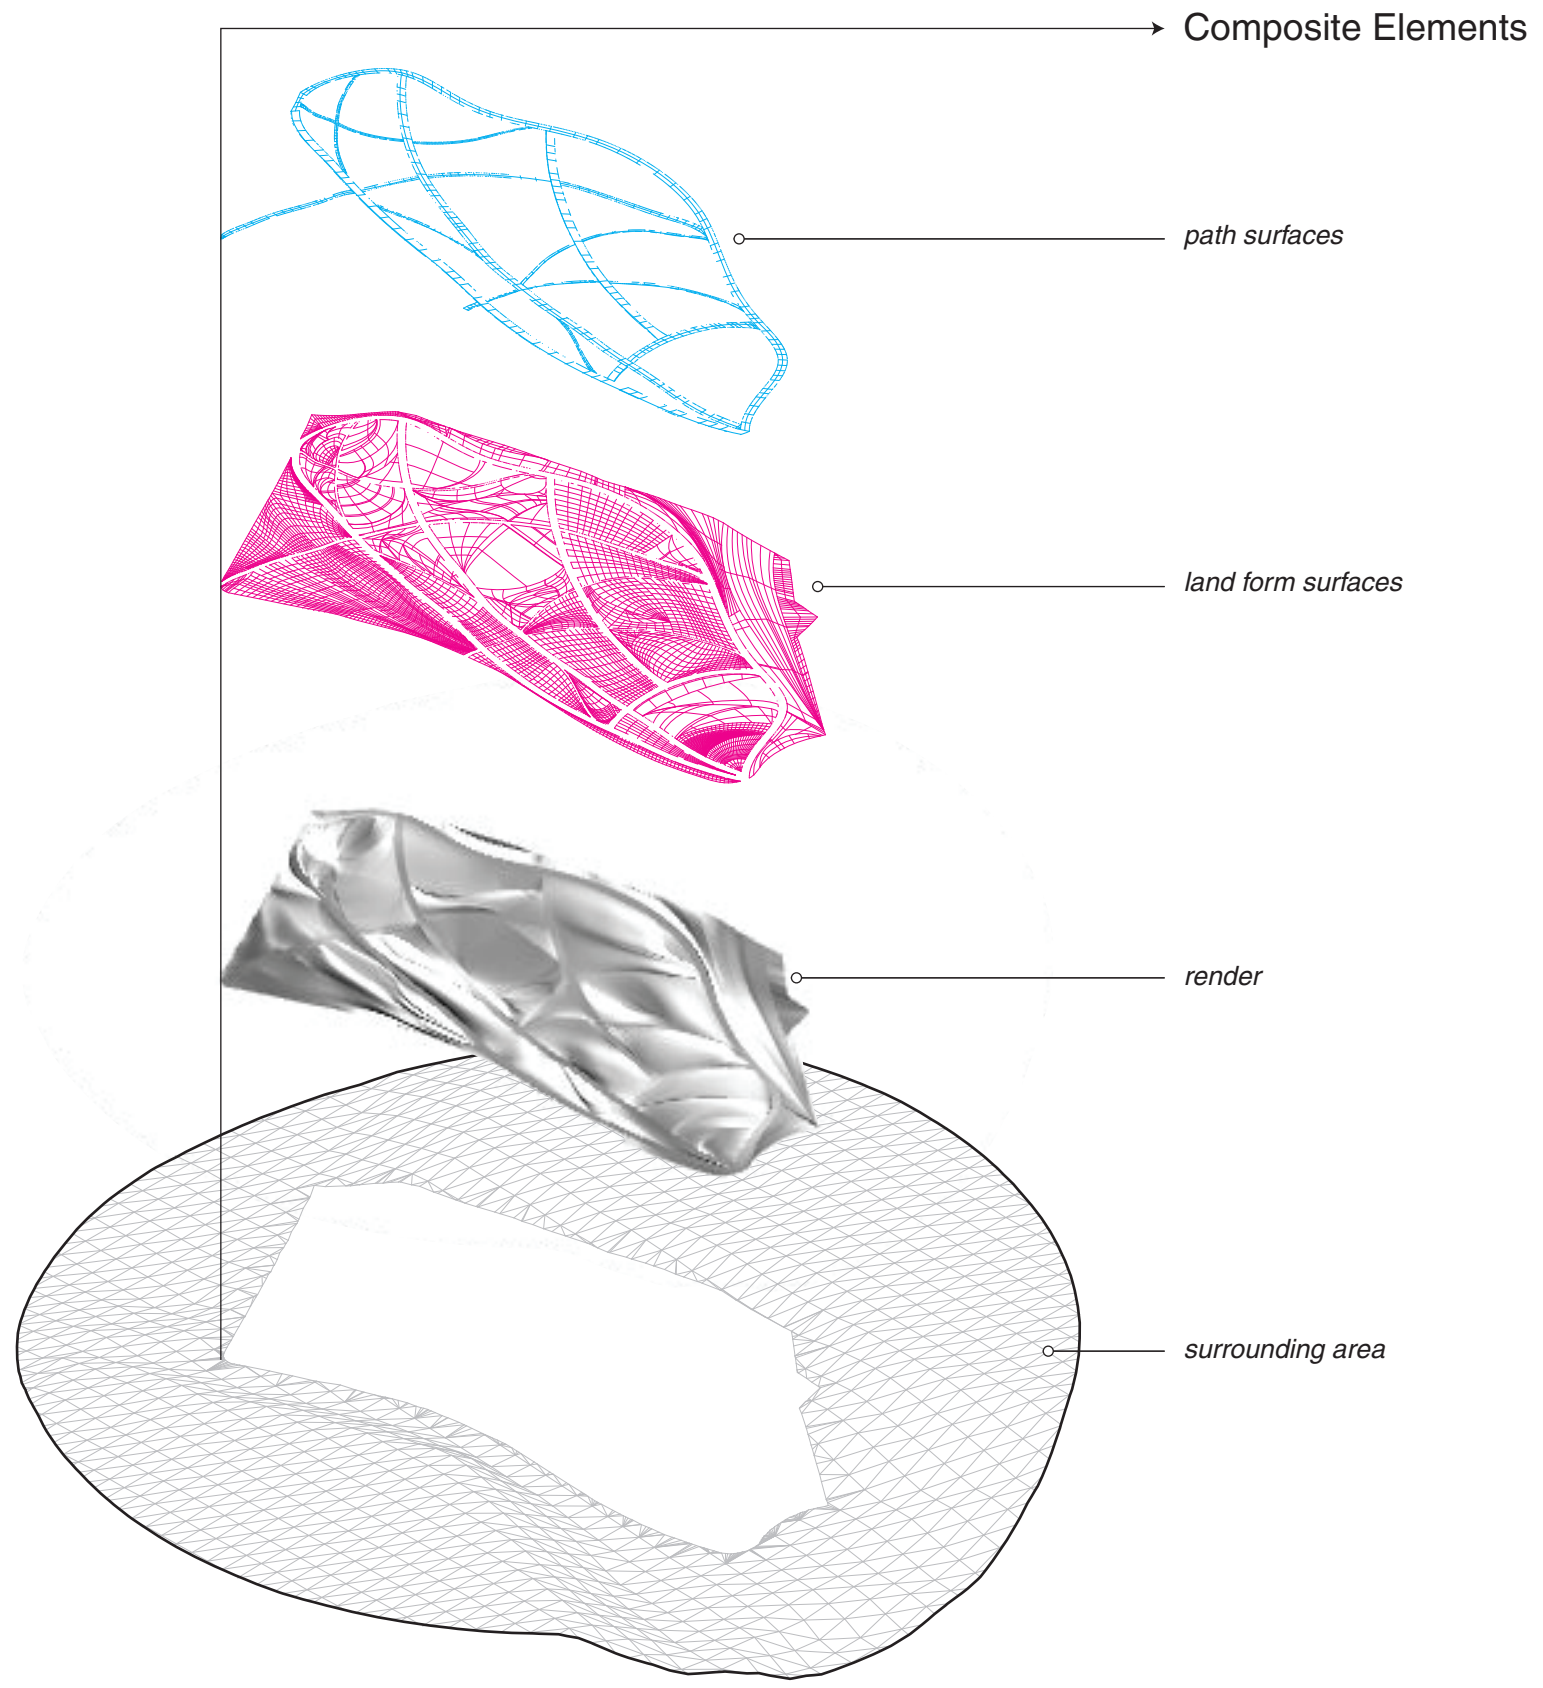 Composite Elements
path surfaces
land form surfaces
render
surrounding area